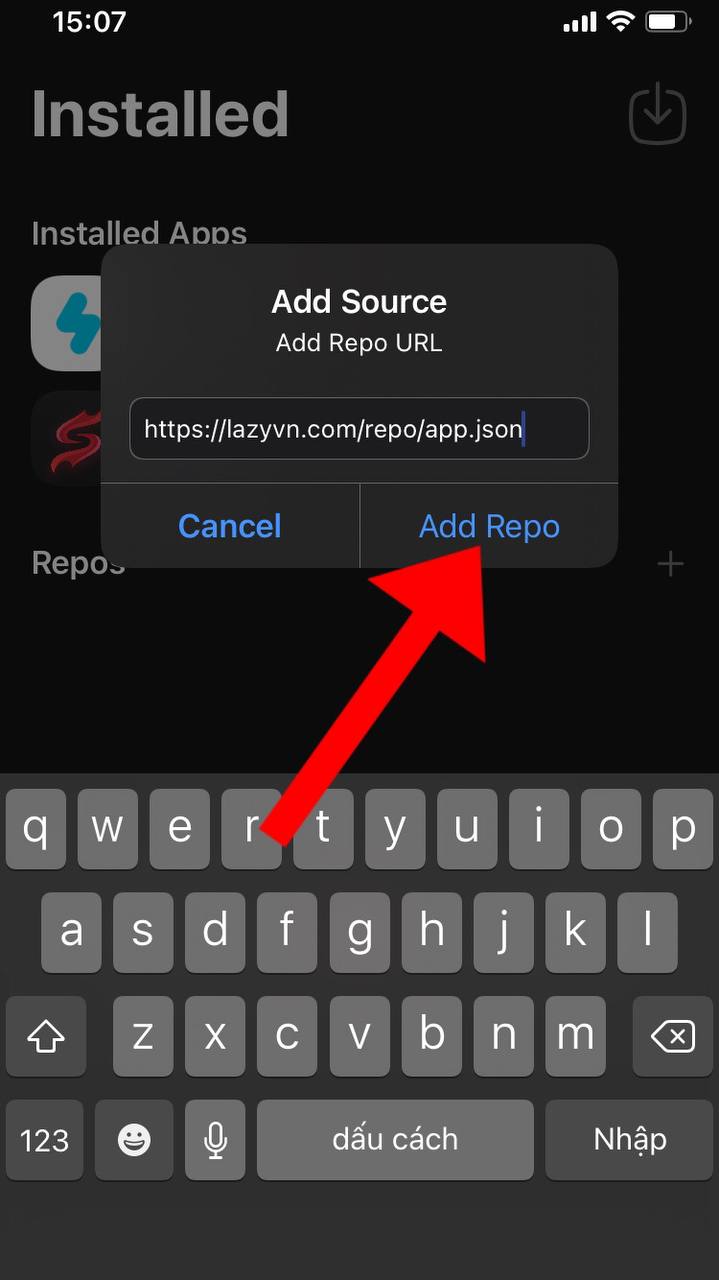 15:07
Installed
Installed Apps
Add Source
Add Repo URL
https://lazyvn.com/repo/app.json
Cancel
Add Repo
Repos
q w e r t y u i o p
a s d f g h j k l
z x c v b n m
123
dấu cách
Nhập